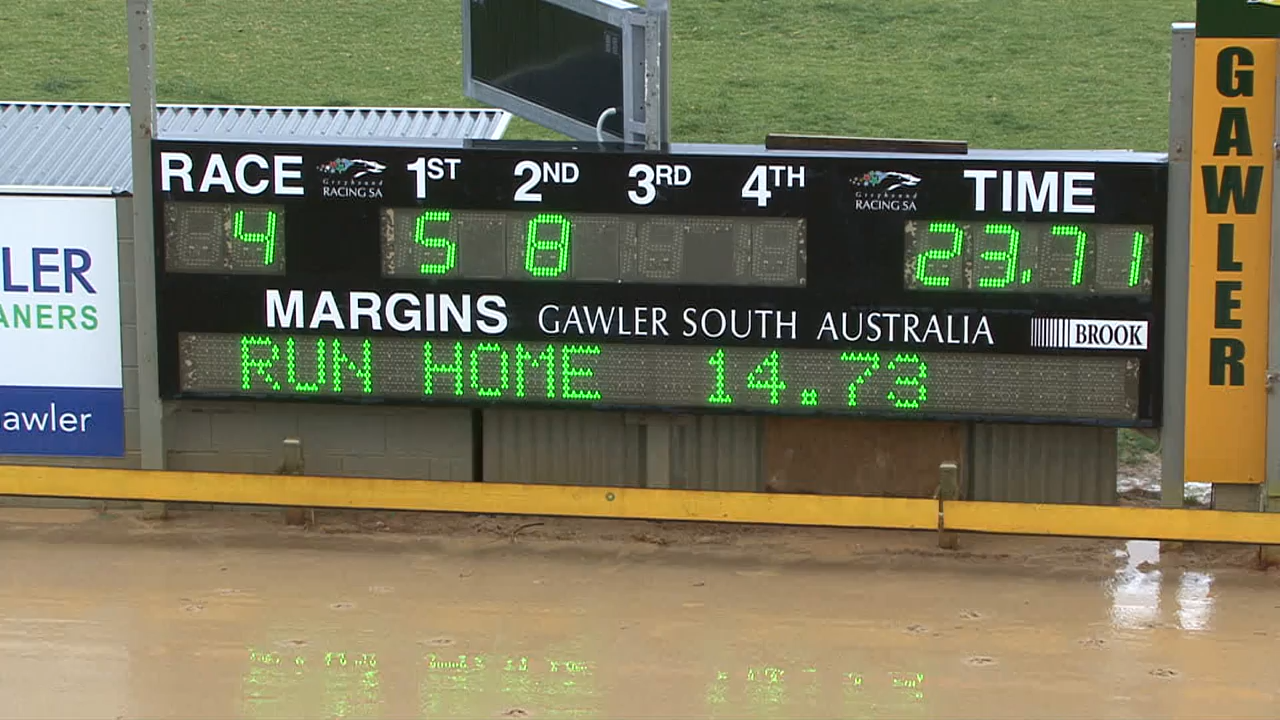 RACE 1ST 2ND 3RD 4TH TIME
Greyhound RACING SA
Greyhound RACING SA
4 5 8 23.71
MARGINS GAWLER SOUTH AUSTRALIA BROOK
RUN HOME 14.73
GAWLER
LER
ANERS
awler